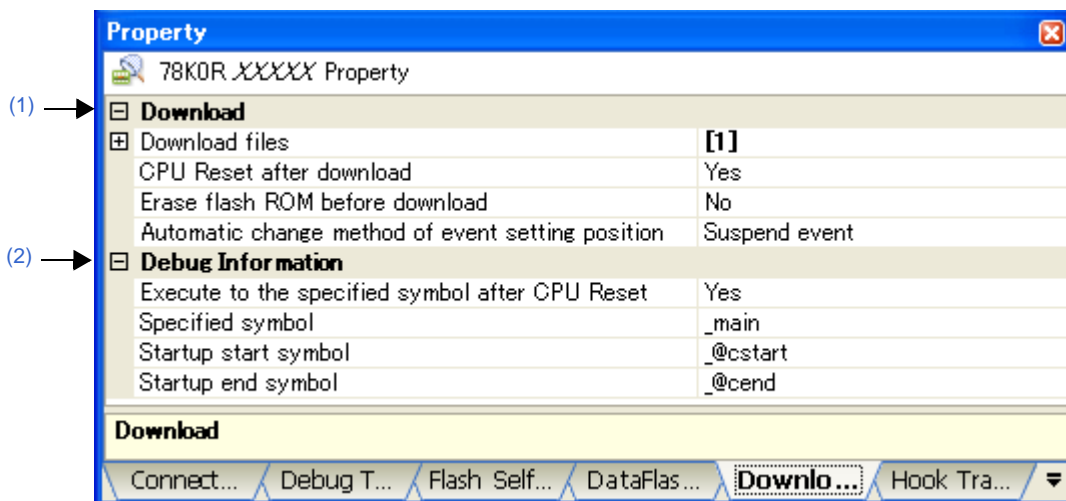 Property
78K0R XXXXX Property
(1)
Download
Download files [1]
CPU Reset after download Yes
Erase flash ROM before download No
Automatic change method of event setting position Suspend event
(2)
Debug Information
Execute to the specified symbol after CPU Reset Yes
Specified symbol _main
Startup start symbol _@cstart
Startup end symbol _@cend
Download
Connect... Debug T... Flash Self... DataFlas... Downlo... Hook Tra...